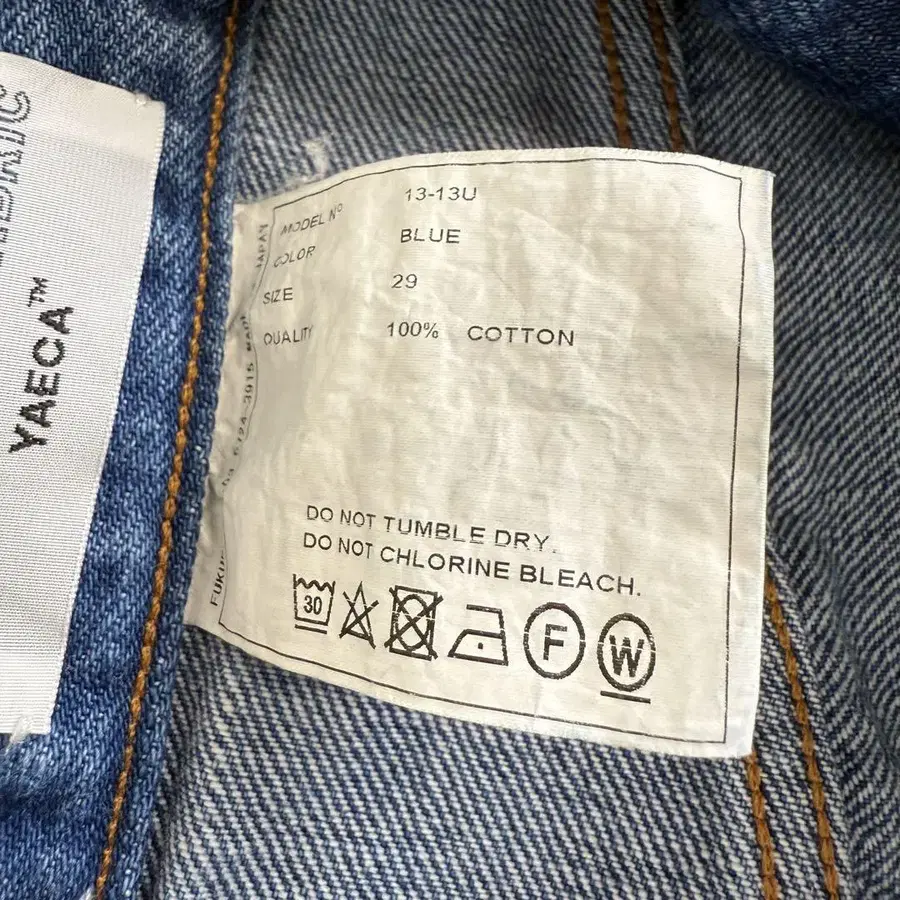 YAECA™
MODEL Nº 13-13U
COLOR BLUE
SIZE 29
QUALITY 100% COTTON
DO NOT TUMBLE DRY.
DO NOT CHLORINE BLEACH.
30
F
W
JAPAN